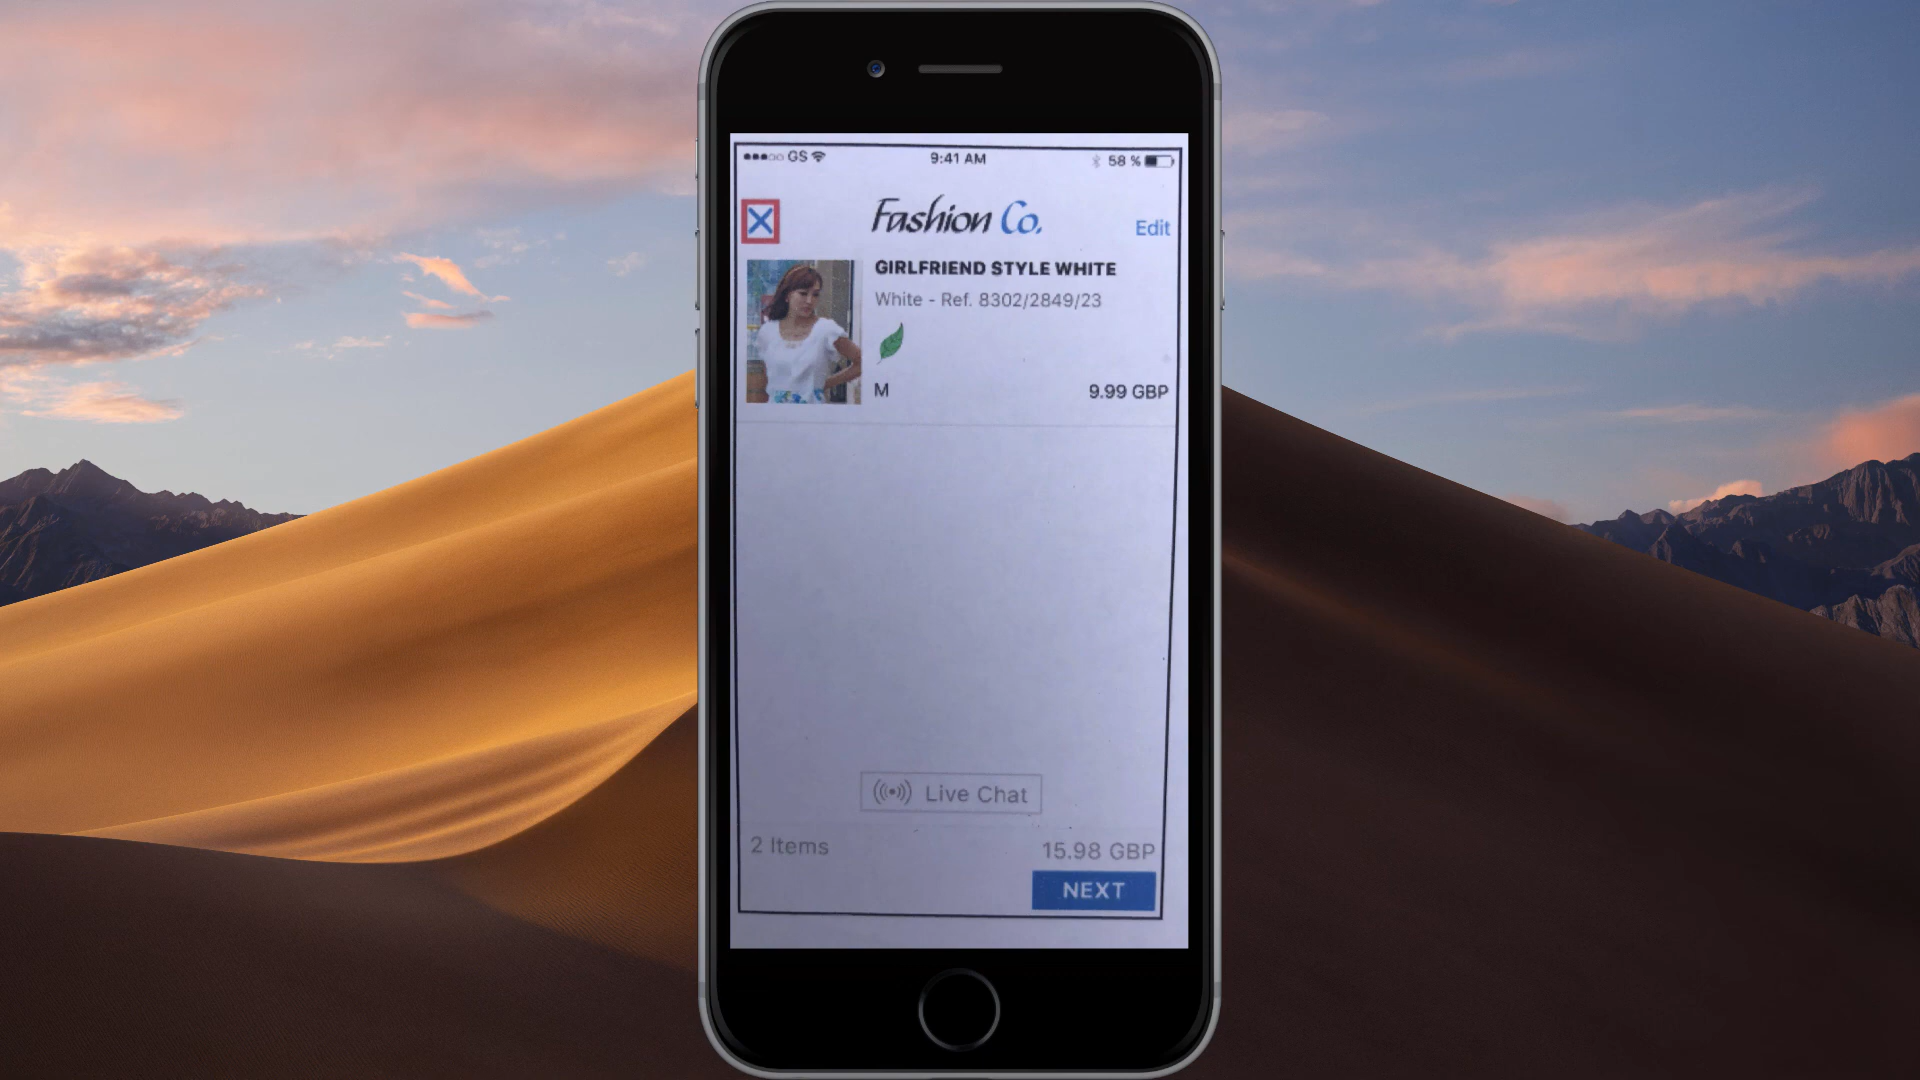 GS 9:41 AM 58 %
Fashion Co.
Edit
GIRLFRIEND STYLE WHITE
White - Ref. 8302/2849/23
M 9.99 GBP
Live Chat
2 Items 15.98 GBP
NEXT